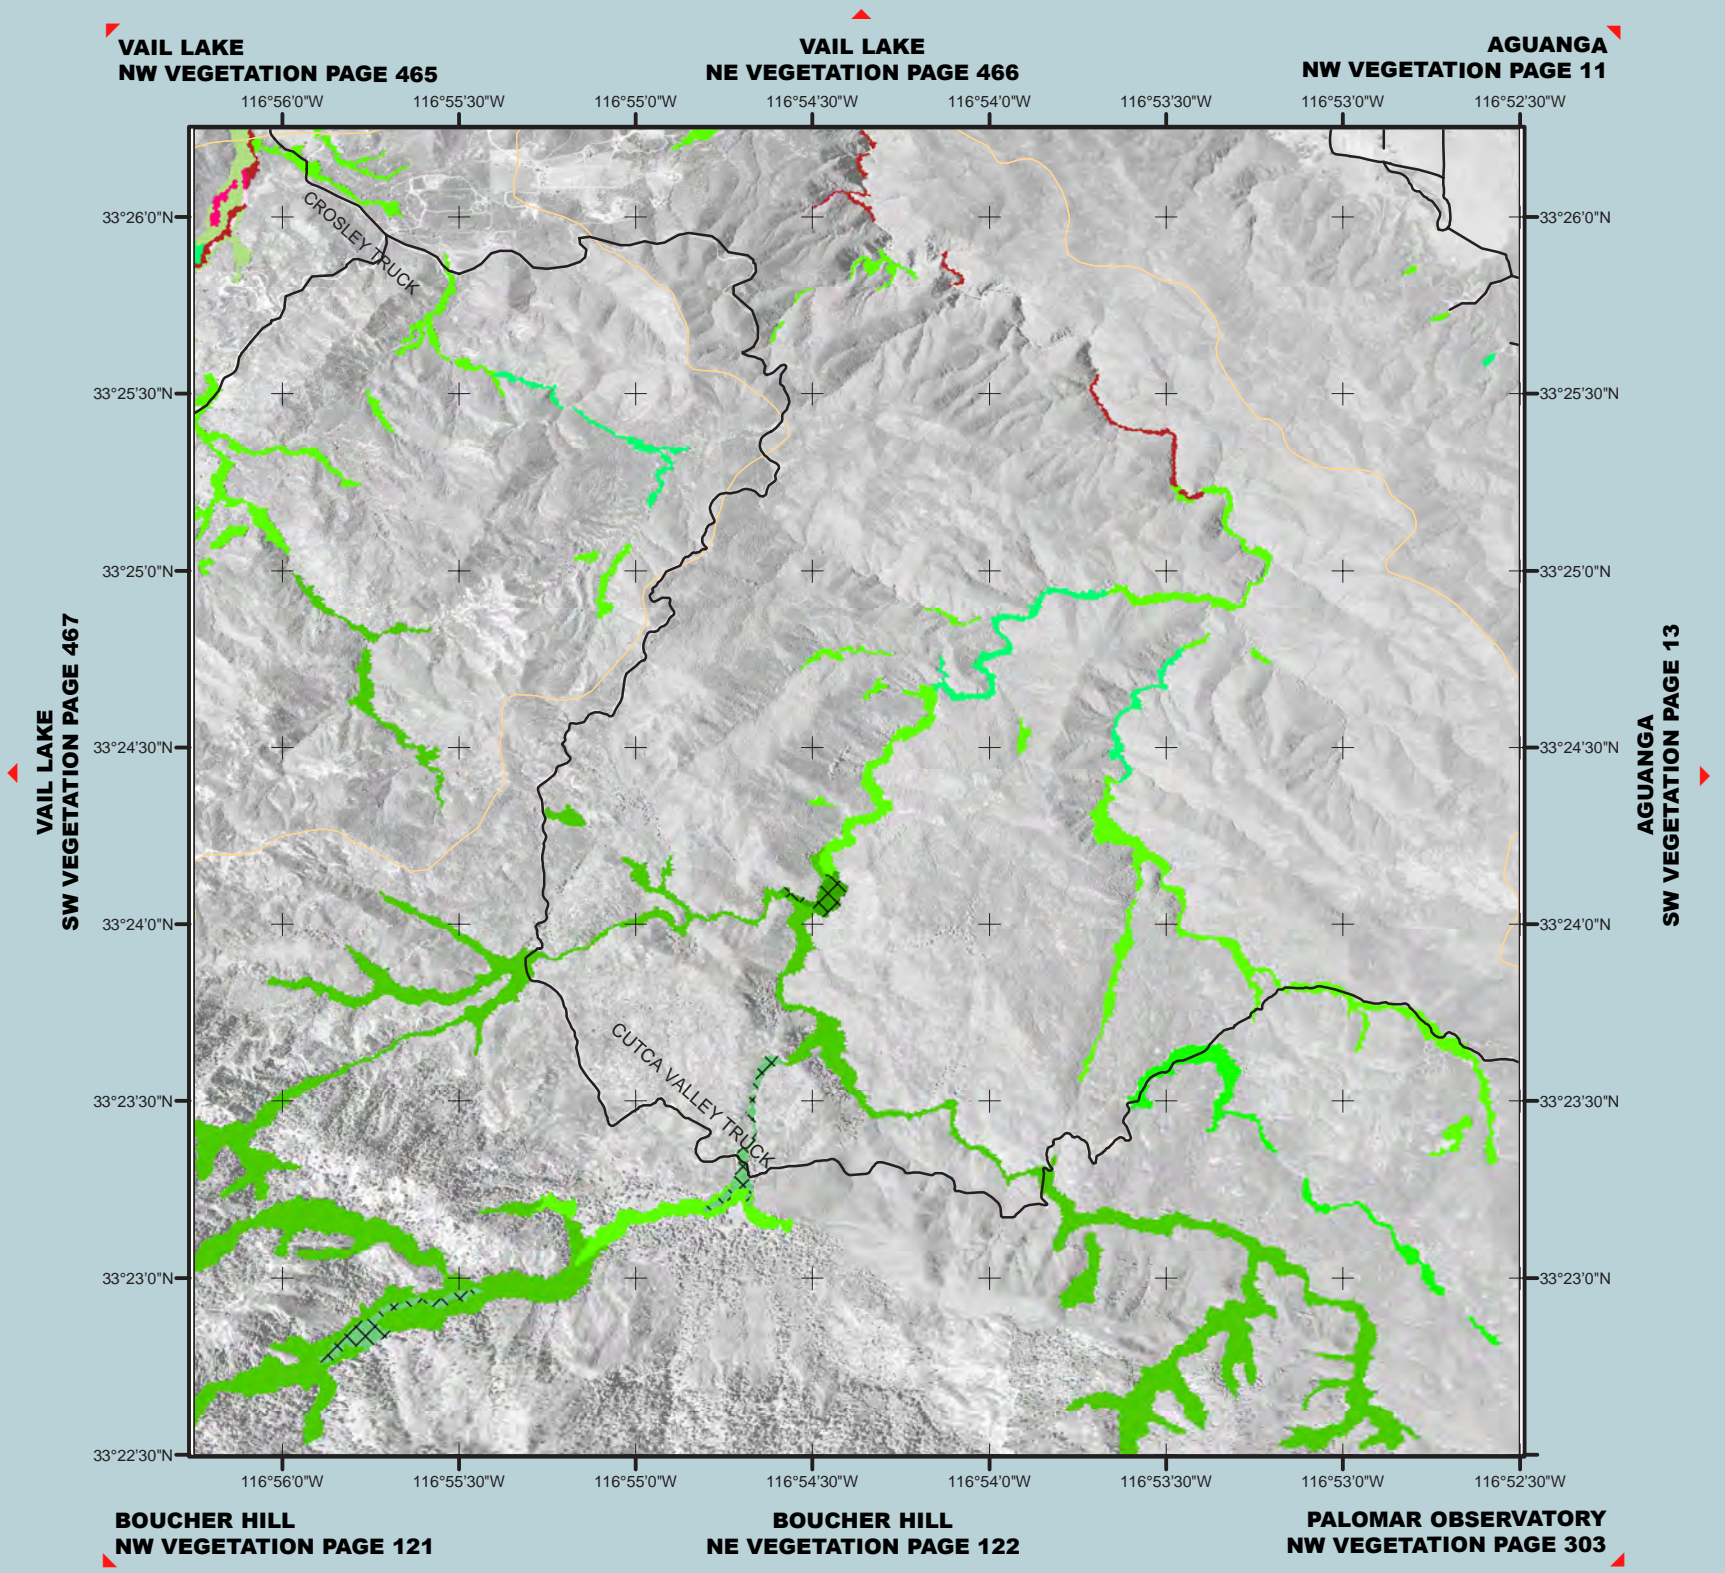 VAIL LAKE
NW VEGETATION PAGE 465
VAIL LAKE
NE VEGETATION PAGE 466
AGUANGA
NW VEGETATION PAGE 11
116°56'0"W
116°55'30"W
116°55'0"W
116°54'30"W
116°54'0"W
116°53'30"W
116°53'0"W
116°52'30"W
33°26'0"N
33°26'0"N
CROSLEY TRUCK
33°25'30"N
33°25'30"N
33°25'0"N
33°25'0"N
VAIL LAKE
SW VEGETATION PAGE 467
AGUANGA
SW VEGETATION PAGE 13
33°24'30"N
33°24'30"N
33°24'0"N
33°24'0"N
CUTCA VALLEY TRUCK
33°23'30"N
33°23'30"N
33°23'0"N
33°23'0"N
33°22'30"N
116°56'0"W
116°55'30"W
116°55'0"W
116°54'30"W
116°54'0"W
116°53'30"W
116°53'0"W
116°52'30"W
BOUCHER HILL
NW VEGETATION PAGE 121
BOUCHER HILL
NE VEGETATION PAGE 122
PALOMAR OBSERVATORY
NW VEGETATION PAGE 303